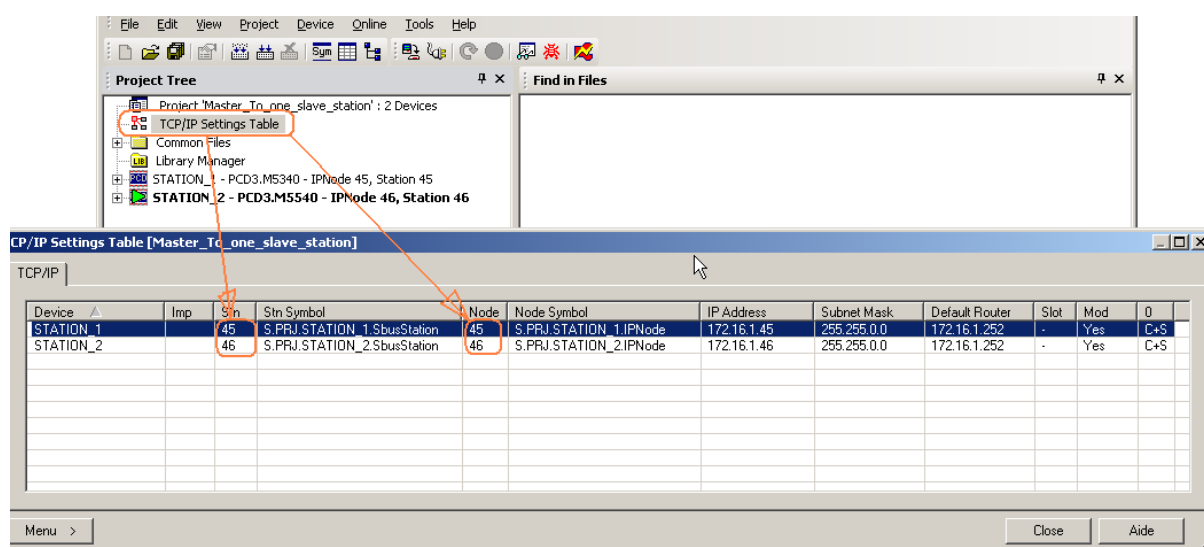 File Edit View Project Device Online Tools Help
Sym
Project Tree
Find in Files
Project 'Master_To_one_slave_station' : 2 Devices
TCP/IP Settings Table
Common Files
LIB Library Manager
PCD STATION_1 - PCD3.M5340 - IPNode 45, Station 45
STATION_2 - PCD3.M5540 - IPNode 46, Station 46
CP/IP Settings Table [Master_To_one_slave_station]
TCP/IP
Device Imp Stn Stn Symbol Node Node Symbol IP Address Subnet Mask Default Router Slot Mod 0
STATION_1 45 S.PRJ.STATION_1.SbusStation 45 S.PRJ.STATION_1.IPNode 172.16.1.45 255.255.0.0 172.16.1.252 - Yes C+S
STATION_2 46 S.PRJ.STATION_2.SbusStation 46 S.PRJ.STATION_2.IPNode 172.16.1.46 255.255.0.0 172.16.1.252 - Yes C+S
Menu > Close Aide